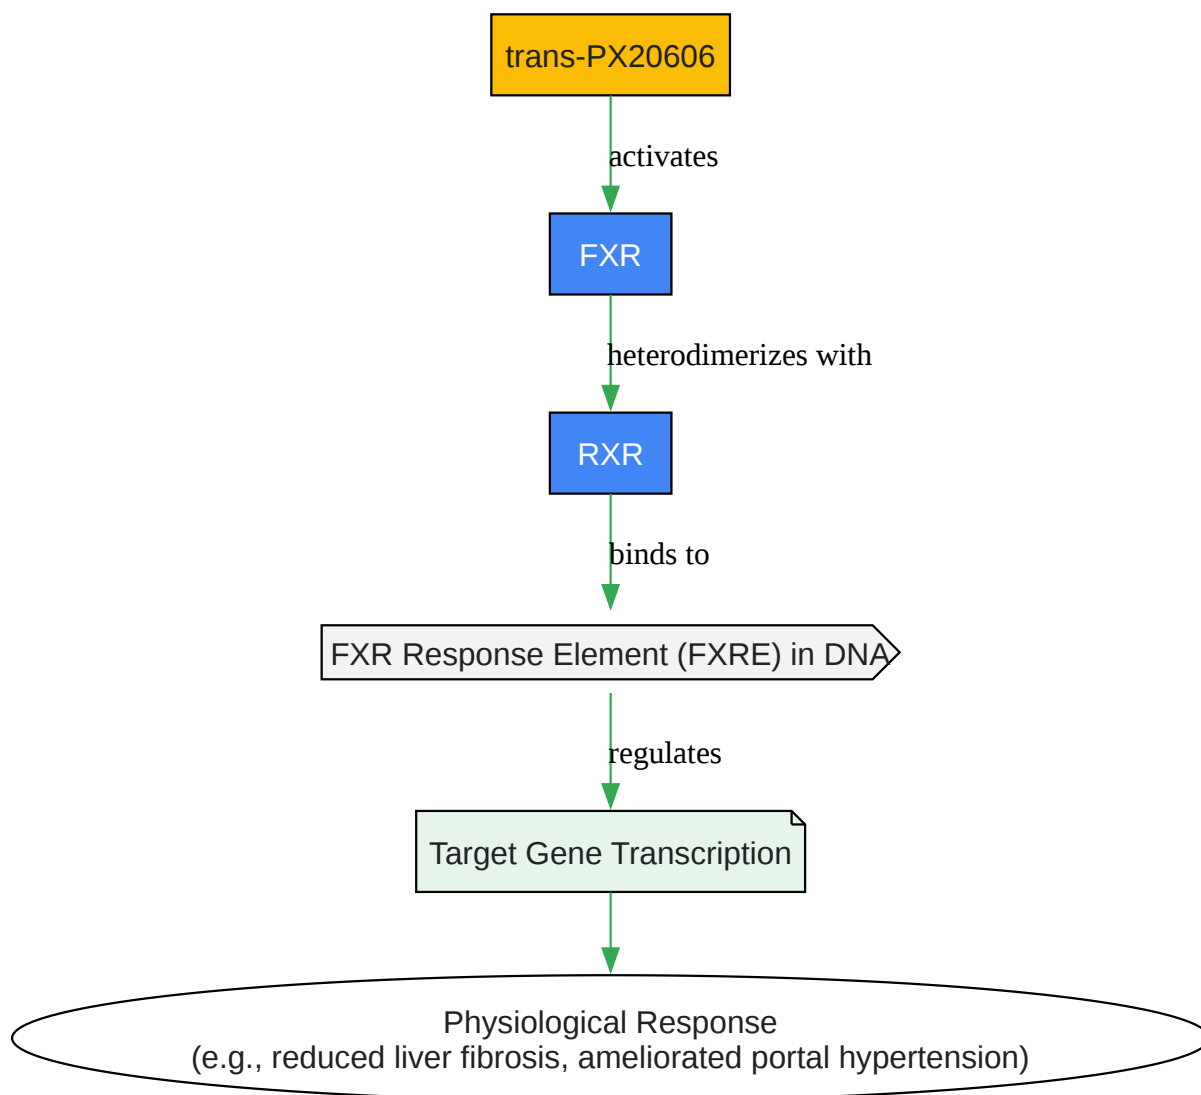 trans-PX20606
activates
FXR
heterodimerizes with
RXR
binds to
FXR Response Element (FXRE) in DNA
regulates
Target Gene Transcription
Physiological Response
(e.g., reduced liver fibrosis, ameliorated portal hypertension)